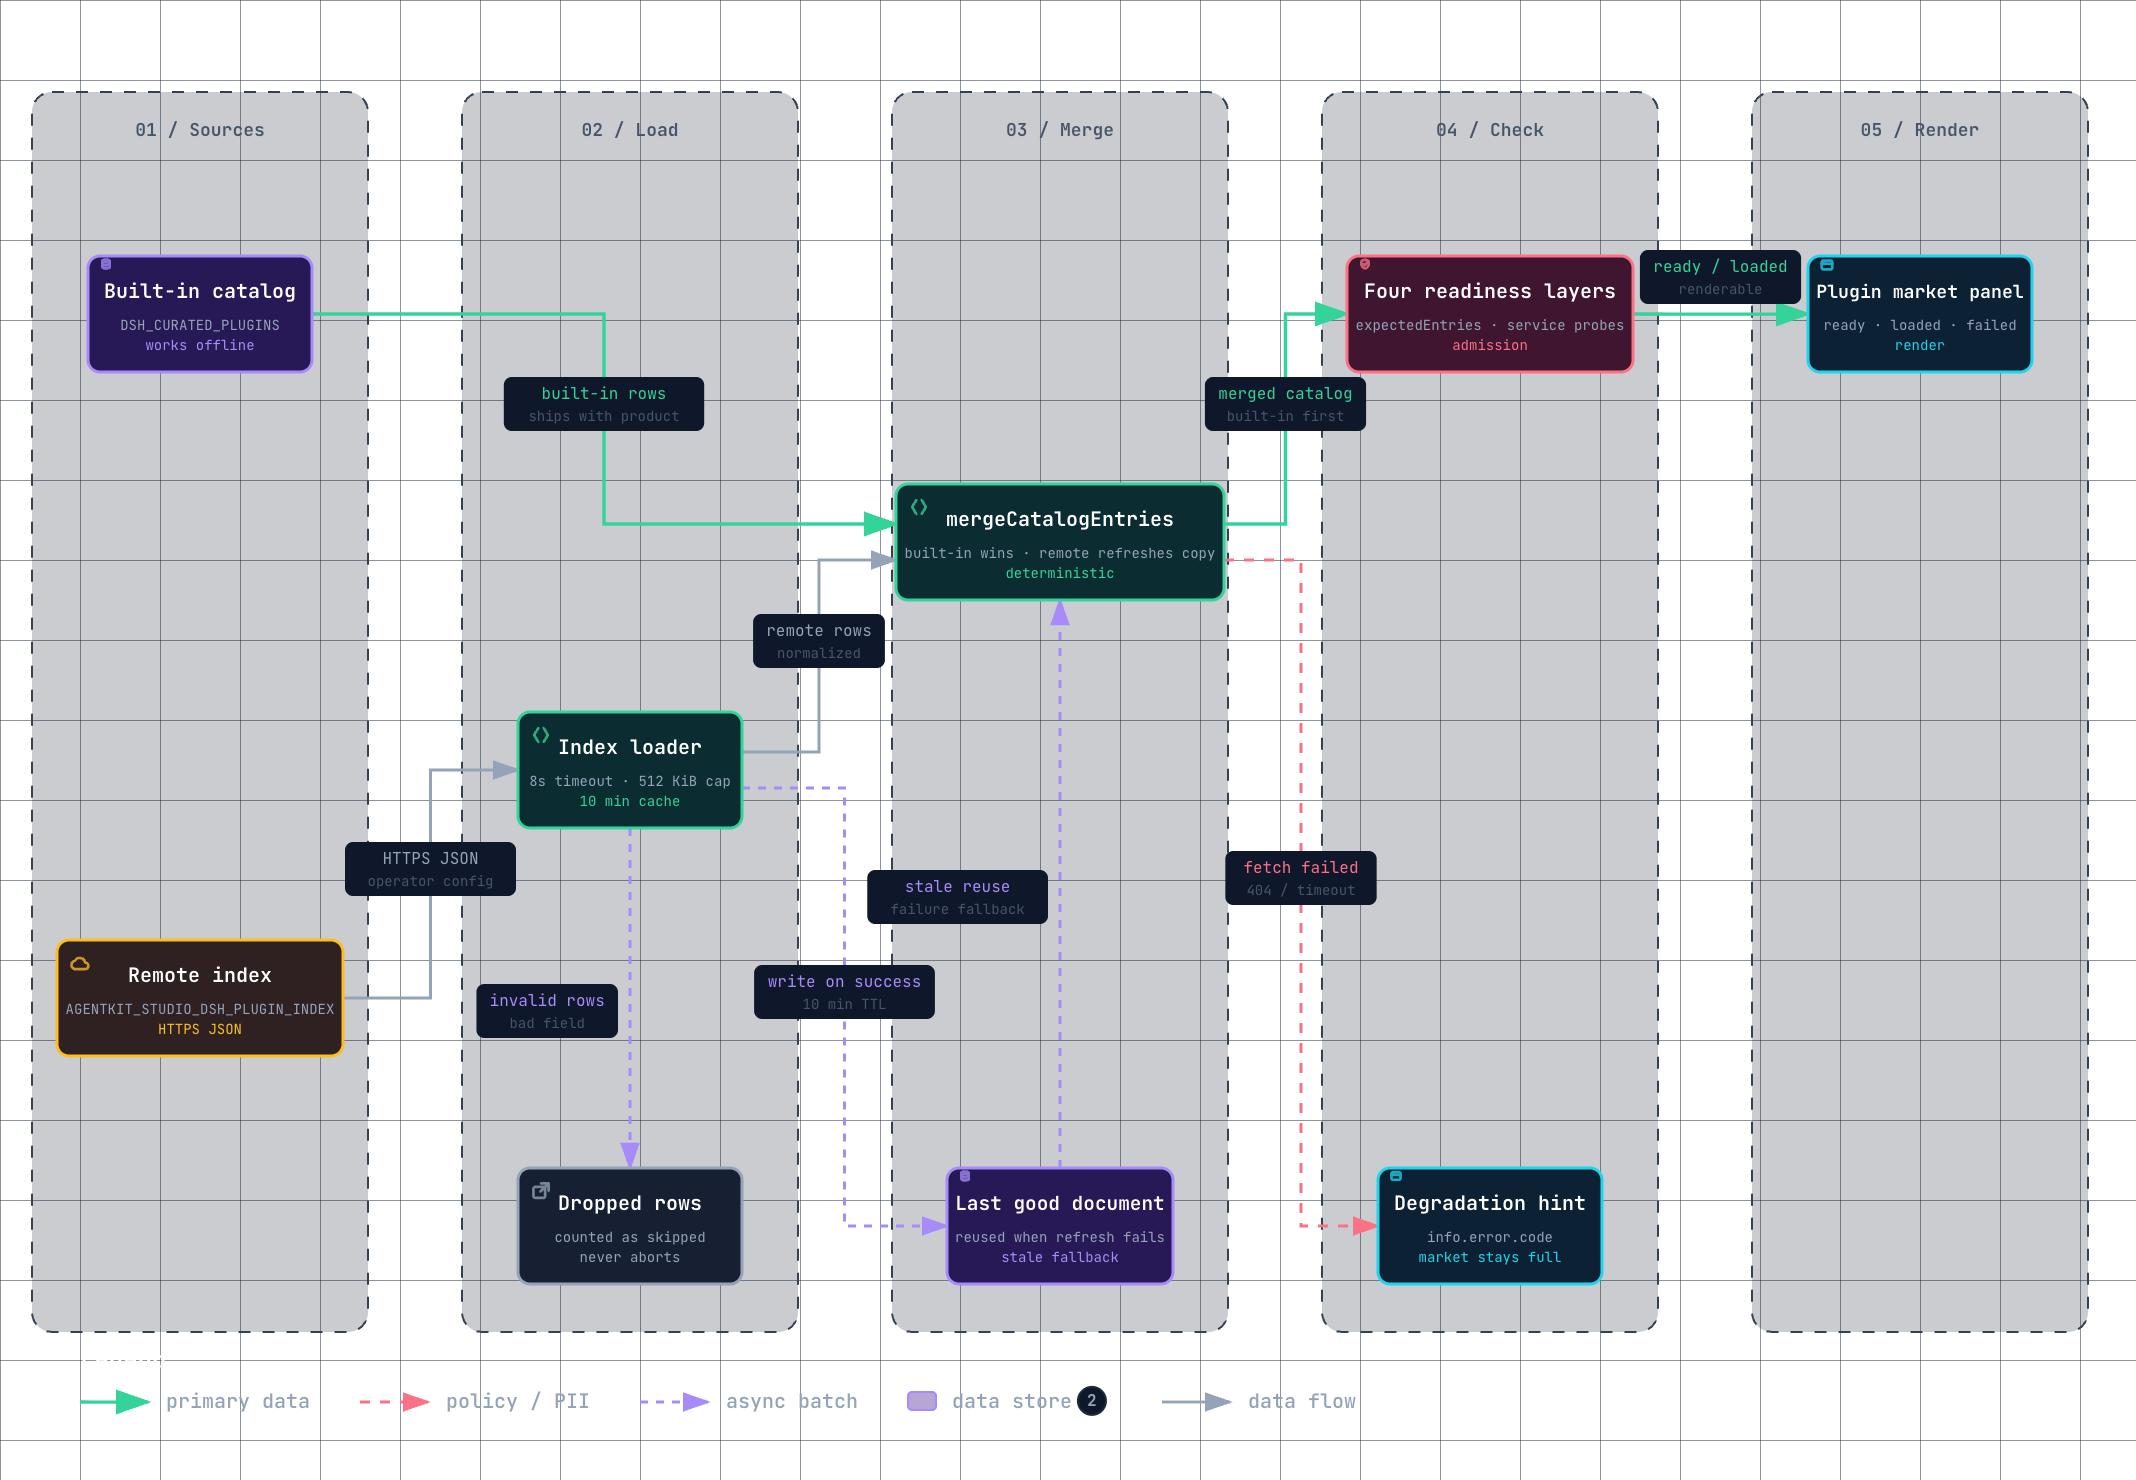 01 / Sources
02 / Load
03 / Merge
04 / Check
05 / Render
Built-in catalog
DSH_CURATED_PLUGINS
works offline
built-in rows
ships with product
Four readiness layers
expectedEntries · service probes
admission
ready / loaded
renderable
Plugin market panel
ready · loaded · failed
render
merged catalog
built-in first
mergeCatalogEntries
built-in wins · remote refreshes copy
deterministic
remote rows
normalized
Index loader
8s timeout · 512 KiB cap
10 min cache
HTTPS JSON
operator config
stale reuse
failure fallback
fetch failed
404 / timeout
Remote index
AGENTKIT_STUDIO_DSH_PLUGIN_INDEX
HTTPS JSON
invalid rows
bad field
write on success
10 min TTL
Dropped rows
counted as skipped
never aborts
Last good document
reused when refresh fails
stale fallback
Degradation hint
info.error.code
market stays full
primary data
policy / PII
async batch
data store 2
data flow